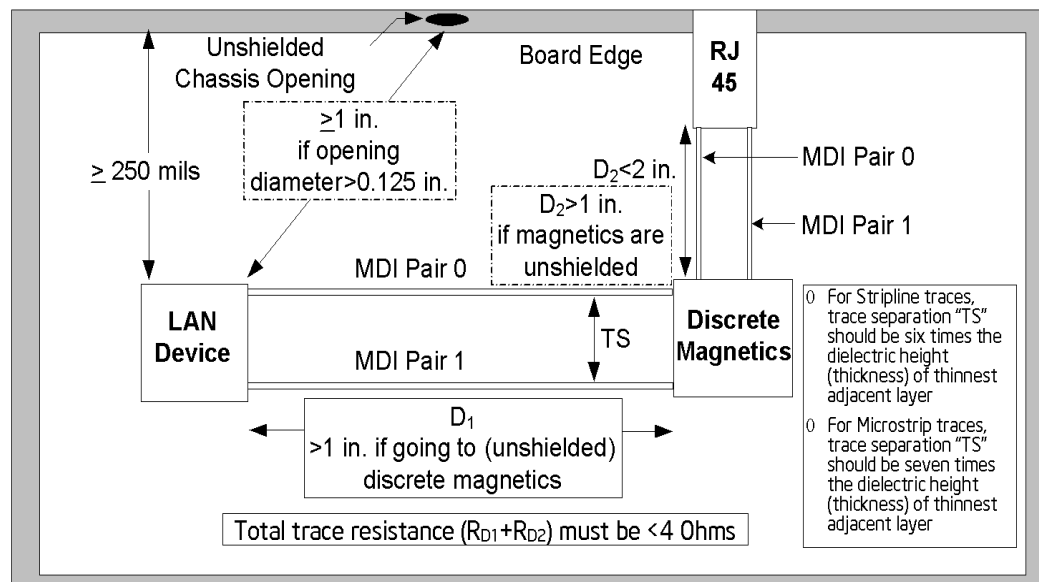 Unshielded
Chassis Opening
Board Edge
RJ
45
≥ 250 mils
≥1 in.
if opening
diameter>0.125 in.
D₂<2 in.
D₂>1 in.
if magnetics are
unshielded
MDI Pair 0
MDI Pair 1
MDI Pair 0
LAN
Device
TS
Discrete
Magnetics
MDI Pair 1
D₁
>1 in. if going to (unshielded)
discrete magnetics
Total trace resistance (R_D1+R_D2) must be <4 Ohms
() For Stripline traces,
trace separation “TS”
should be six times the
dielectric height
(thickness) of thinnest
adjacent layer
() For Microstrip traces,
trace separation “TS”
should be seven times
the dielectric height
(thickness) of thinnest
adjacent layer